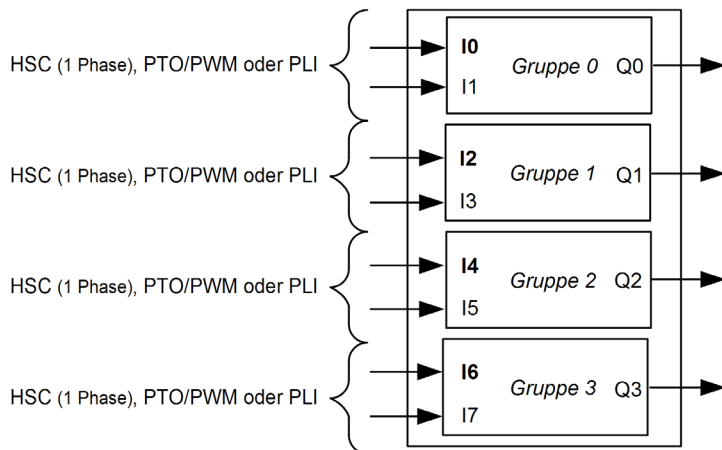 HSC (1 Phase), PTO/PWM oder PLI
I0
I1
Gruppe 0
Q0
HSC (1 Phase), PTO/PWM oder PLI
I2
I3
Gruppe 1
Q1
HSC (1 Phase), PTO/PWM oder PLI
I4
I5
Gruppe 2
Q2
HSC (1 Phase), PTO/PWM oder PLI
I6
I7
Gruppe 3
Q3